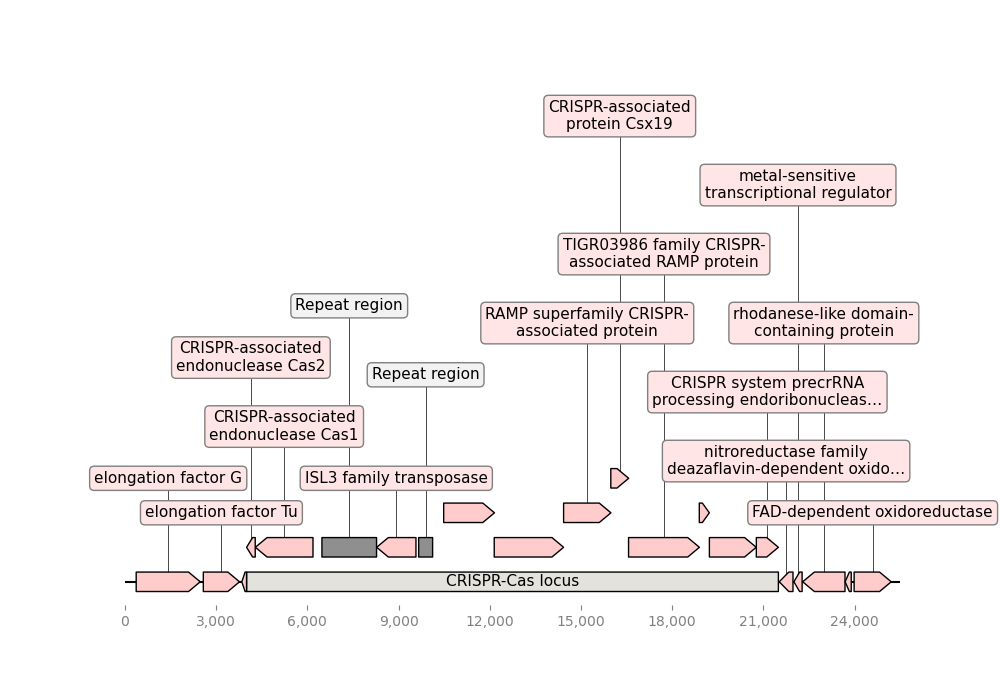 CRISPR-associated
protein Csx19
metal-sensitive
transcriptional regulator
TIGR03986 family CRISPR-
associated RAMP protein
Repeat region
RAMP superfamily CRISPR-
associated protein
rhodanese-like domain-
containing protein
CRISPR-associated
endonuclease Cas2
Repeat region
CRISPR system precrRNA
processing endoribonucleas…
CRISPR-associated
endonuclease Cas1
nitroreductase family
deazaflavin-dependent oxido…
elongation factor G
ISL3 family transposase
elongation factor Tu
FAD-dependent oxidoreductase
CRISPR-Cas locus
0 3,000 6,000 9,000 12,000 15,000 18,000 21,000 24,000